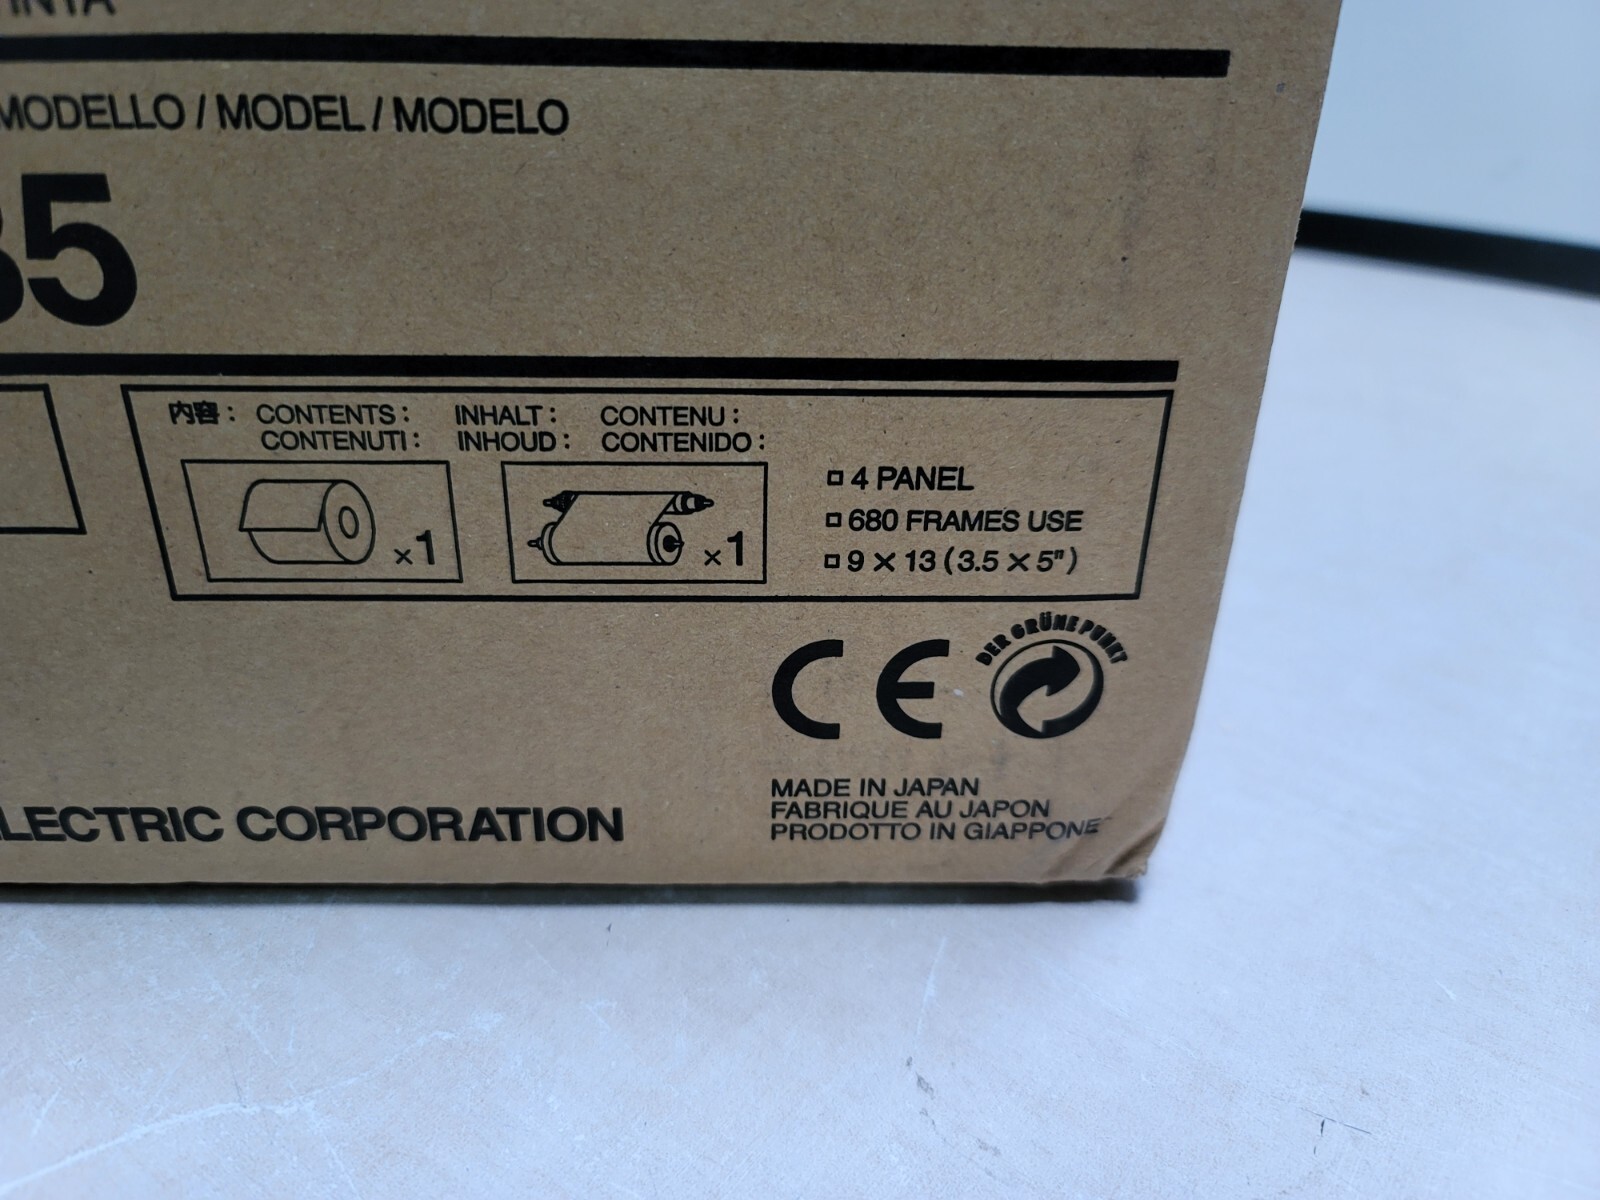 MODELLO / MODEL / MODELO
35
内容: CONTENTS: INHALT: CONTENU:
CONTENUTI: INHOUD: CONTENIDO:
×1 ×1
4 PANEL
680 FRAMES USE
9 × 13 (3.5 × 5")
CE
DER GRÜNE PUNKT
LECTRIC CORPORATION
MADE IN JAPAN
FABRIQUE AU JAPON
PRODOTTO IN GIAPPONE